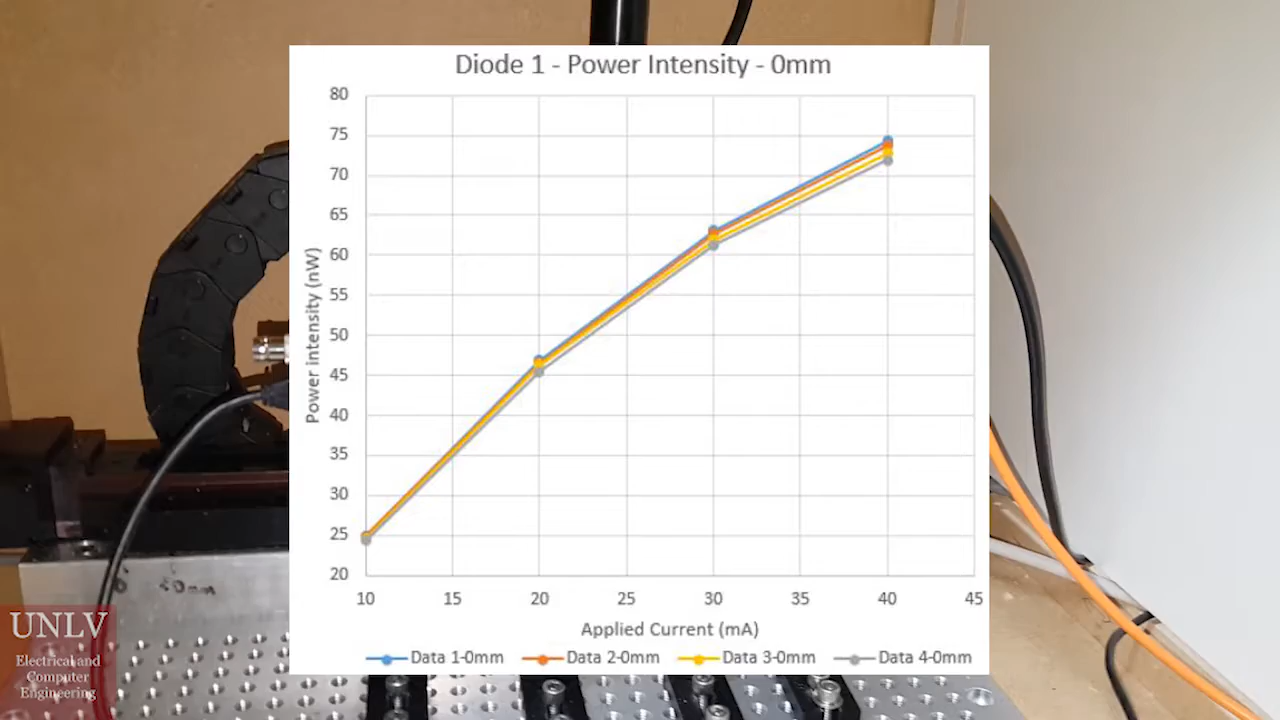 Diode 1 - Power Intensity - 0mm
80
75
70
65
60
55
50
45
40
35
30
25
20
Power intensity (nW)
10 15 20 25 30 35 40 45
Applied Current (mA)
Data 1-0mm Data 2-0mm Data 3-0mm Data 4-0mm
UNLV
Electrical and
Computer
Engineering